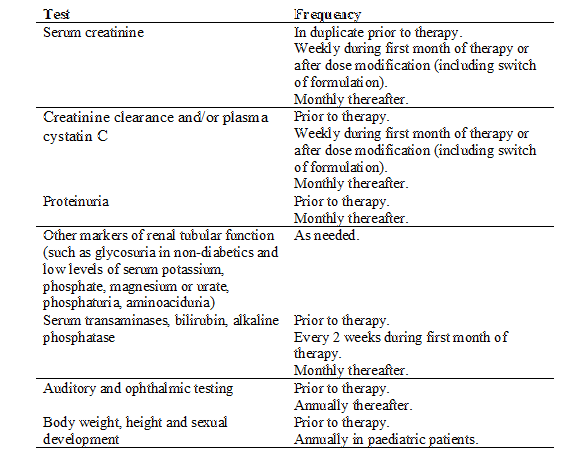 Test Frequency
Serum creatinine In duplicate prior to therapy.
Weekly during first month of therapy or
after dose modification (including switch
of formulation).
Monthly thereafter.
Creatinine clearance and/or plasma Prior to therapy.
cystatin C Weekly during first month of therapy or
after dose modification (including switch
of formulation).
Monthly thereafter.
Proteinuria Prior to therapy.
Monthly thereafter.
Other markers of renal tubular function As needed.
(such as glycosuria in non-diabetics and
low levels of serum potassium,
phosphate, magnesium or urate,
phosphaturia, aminoaciduria)
Serum transaminases, bilirubin, alkaline Prior to therapy.
phosphatase Every 2 weeks during first month of
therapy.
Monthly thereafter.
Auditory and ophthalmic testing Prior to therapy.
Annually thereafter.
Body weight, height and sexual Prior to therapy.
development Annually in paediatric patients.